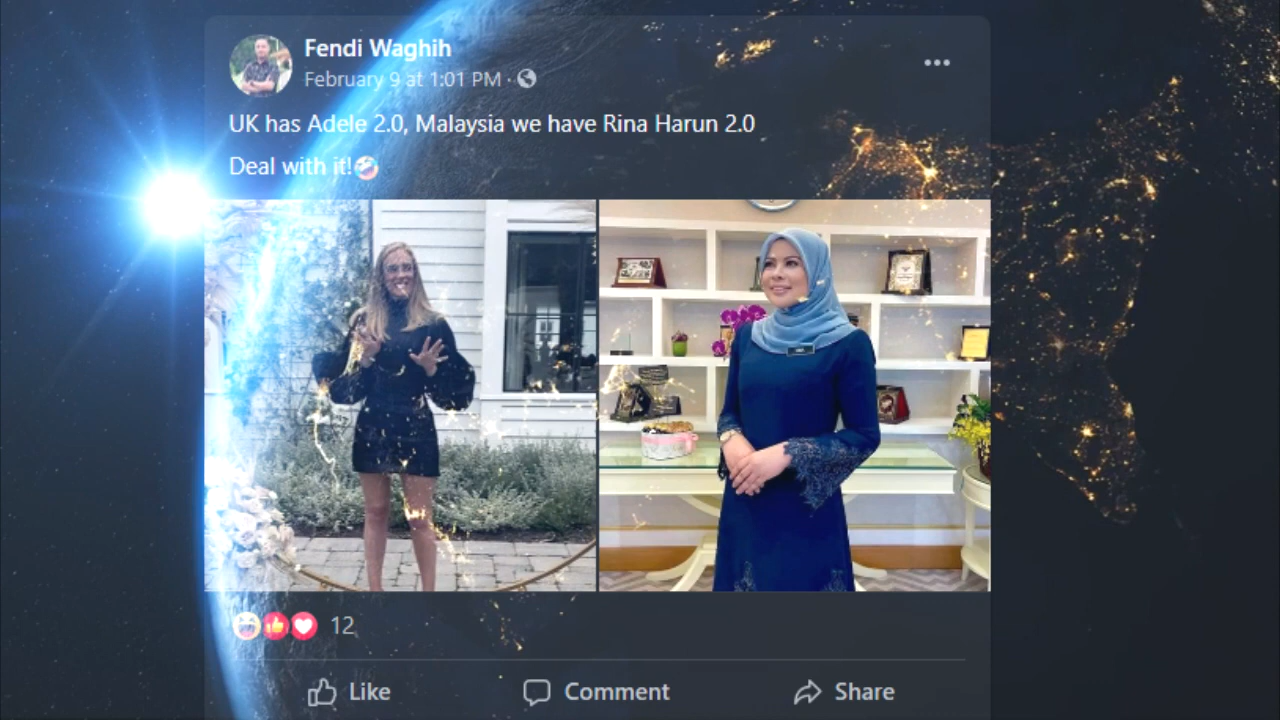 Fendi Waghih
February 9 at 1:01 PM ·
UK has Adele 2.0, Malaysia we have Rina Harun 2.0
Deal with it!🤣
12
Like
Comment
Share